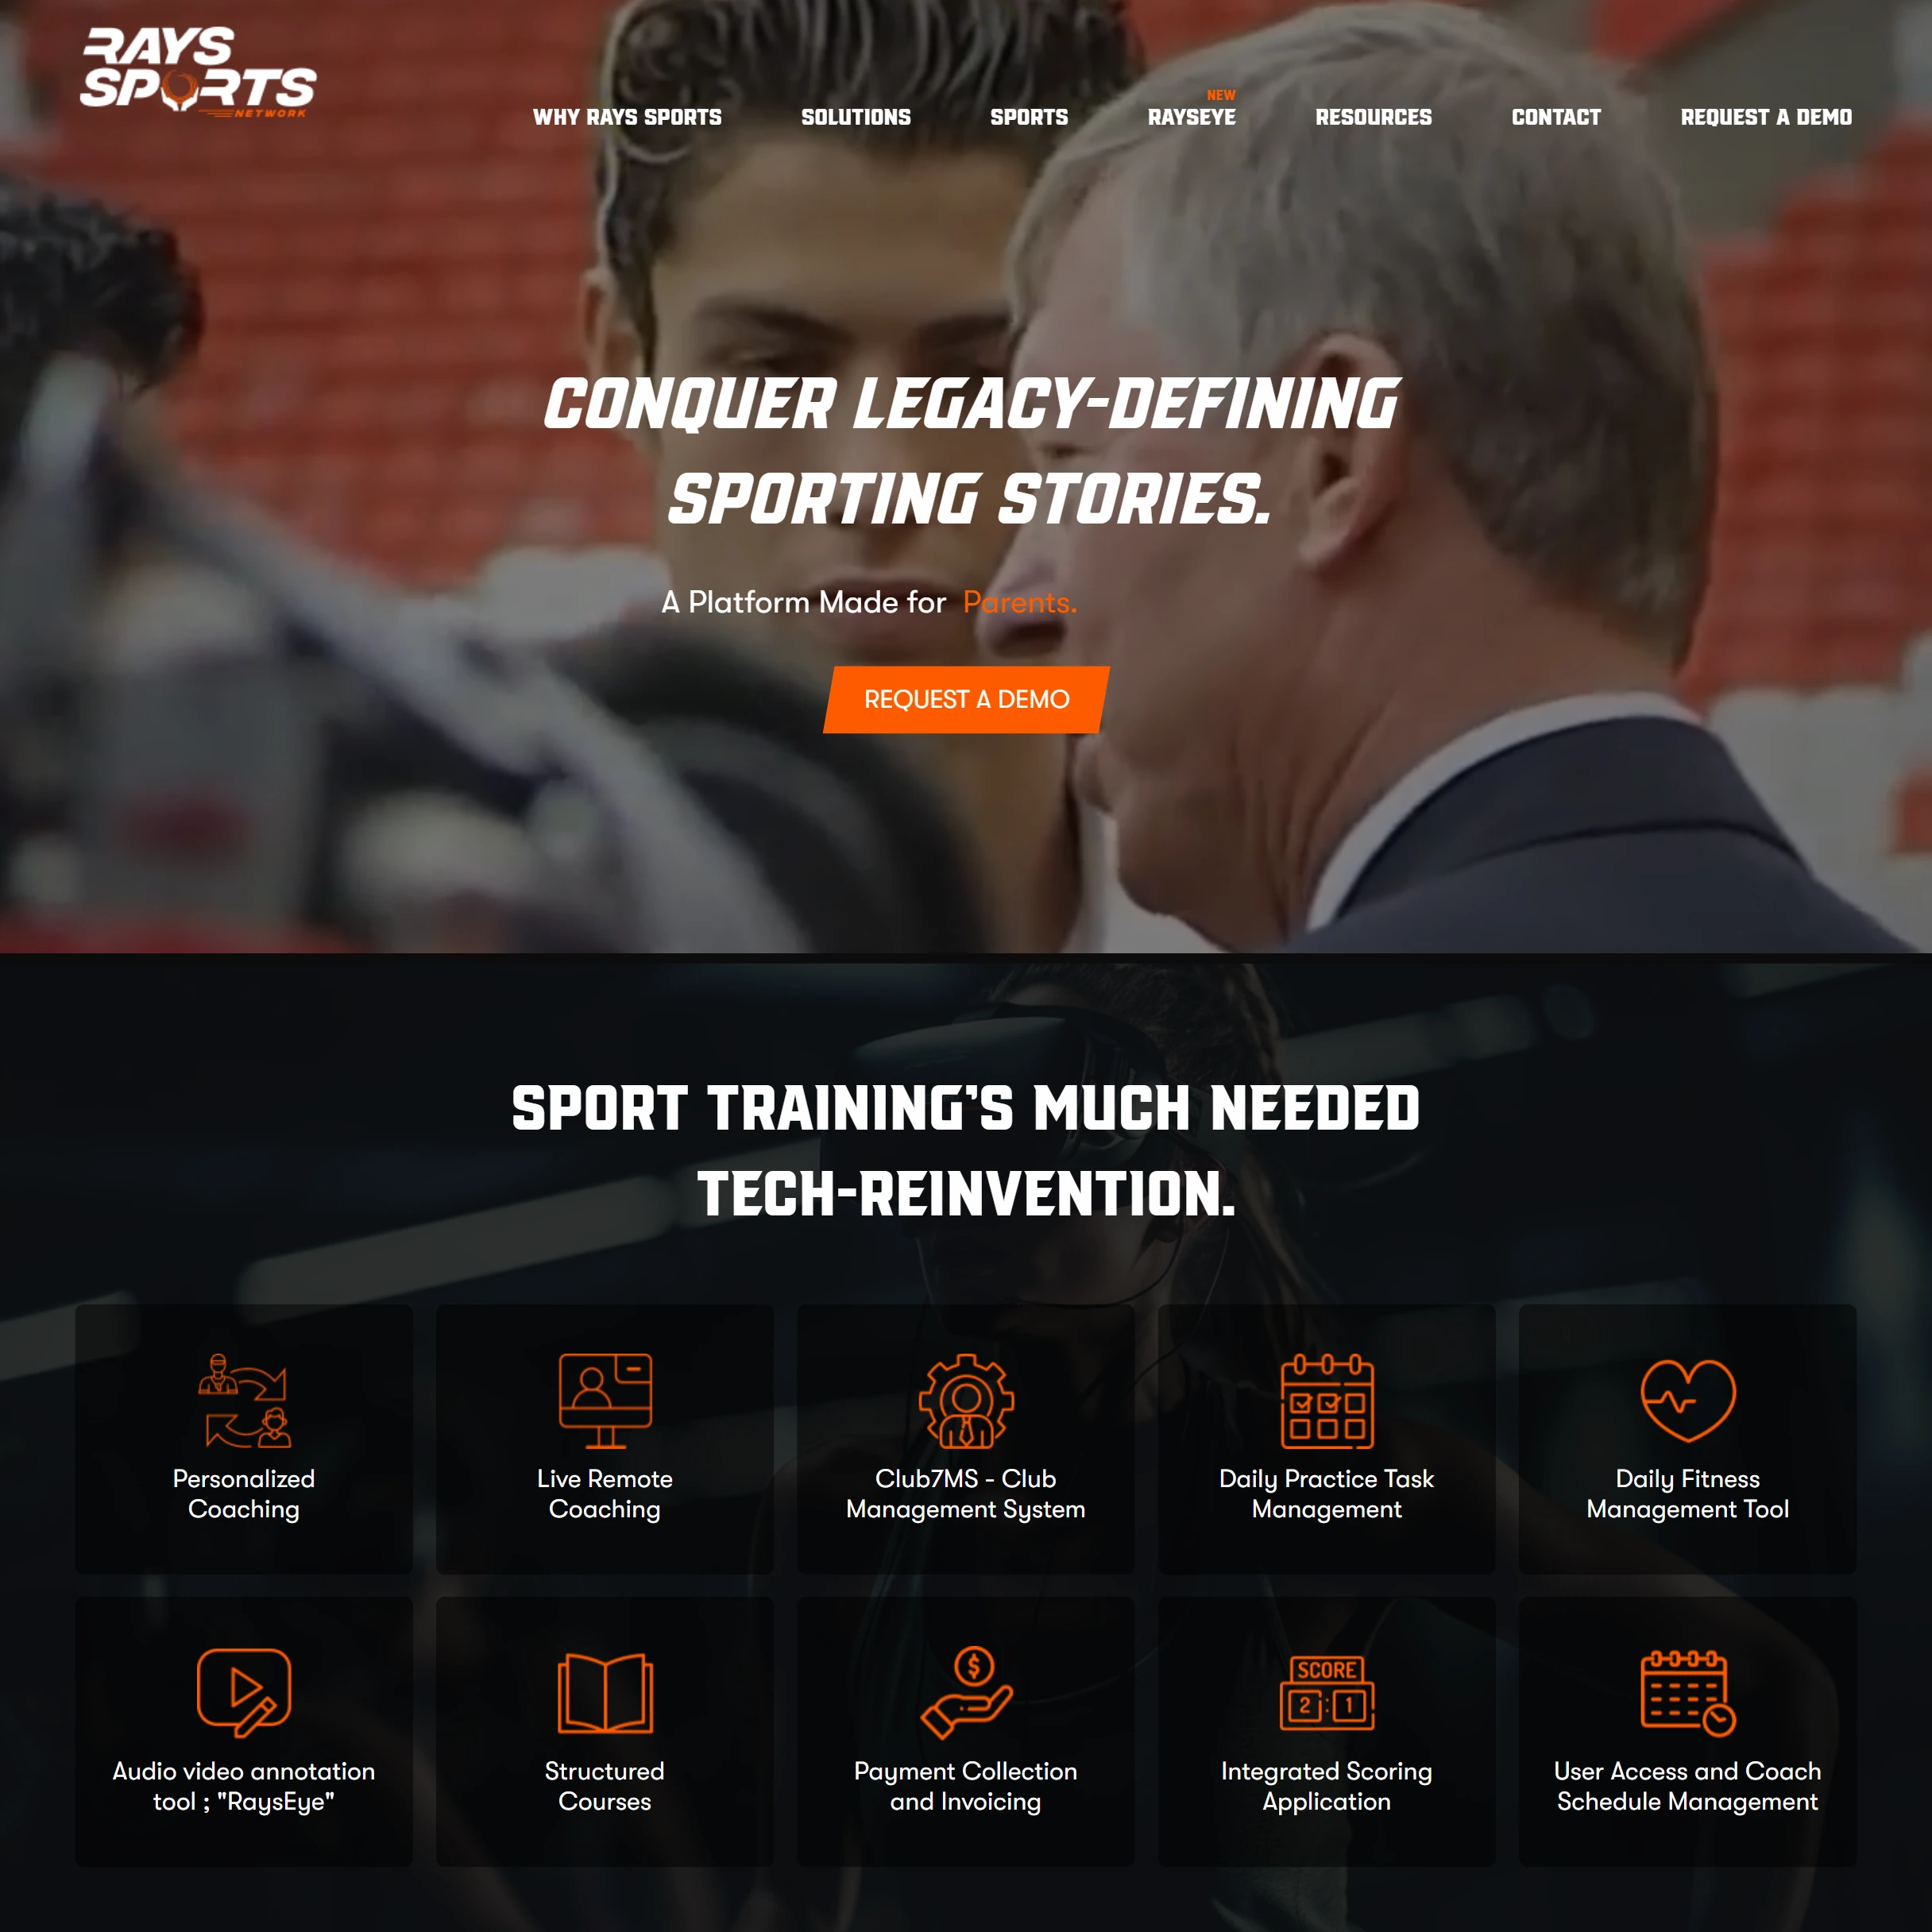 RAYS
SPORTS
NETWORK
WHY RAYS SPORTS
SOLUTIONS
SPORTS
NEW
RAYSEYE
RESOURCES
CONTACT
REQUEST A DEMO
CONQUER LEGACY-DEFINING
SPORTING STORIES.
A Platform Made for Parents.
REQUEST A DEMO
SPORT TRAINING’S MUCH NEEDED
TECH-REINVENTION.
Personalized
Coaching
Live Remote
Coaching
Club7MS - Club
Management System
Daily Practice Task
Management
Daily Fitness
Management Tool
Audio video annotation
tool ; "RaysEye"
Structured
Courses
$
Payment Collection
and Invoicing
SCORE
2 : 1
Integrated Scoring
Application
User Access and Coach
Schedule Management